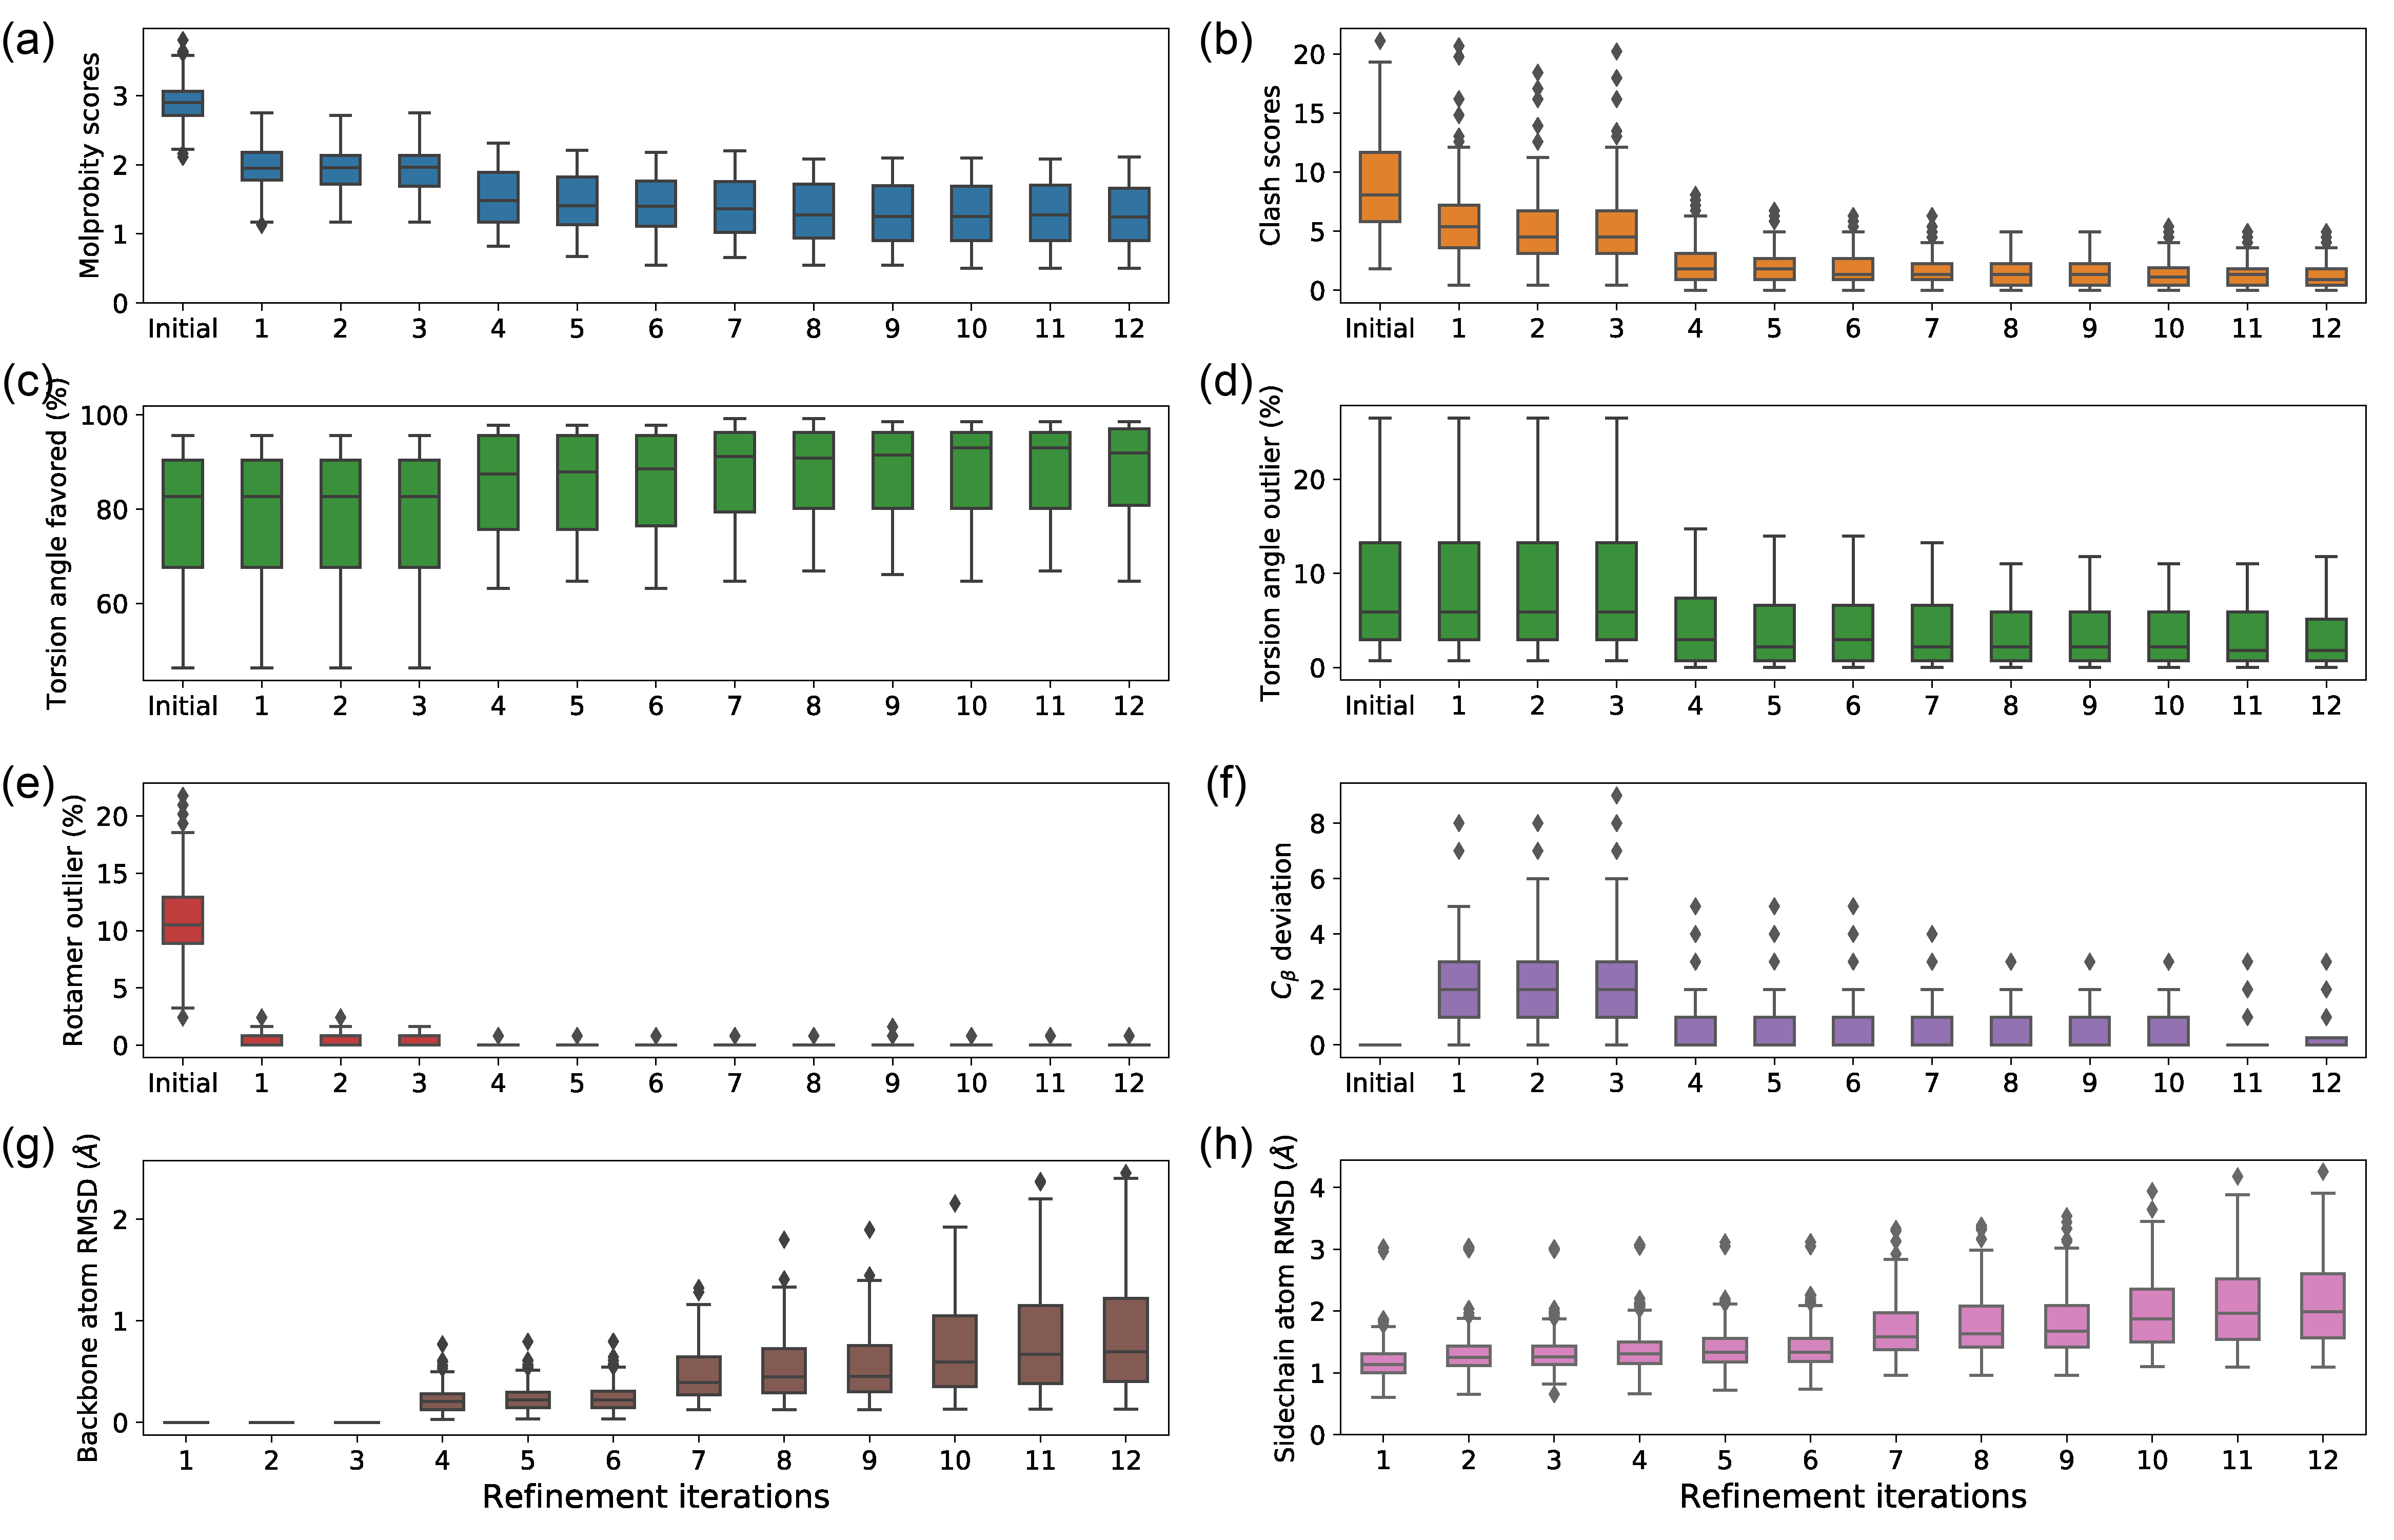 (a)
Molprobity scores
3
2
1
0
Initial 1 2 3 4 5 6 7 8 9 10 11 12
(b)
Clash scores
20
15
10
5
0
Initial 1 2 3 4 5 6 7 8 9 10 11 12
(c)
Torsion angle favored (%)
100
80
60
Initial 1 2 3 4 5 6 7 8 9 10 11 12
(d)
Torsion angle outlier (%)
20
10
0
Initial 1 2 3 4 5 6 7 8 9 10 11 12
(e)
Rotamer outlier (%)
20
15
10
5
0
Initial 1 2 3 4 5 6 7 8 9 10 11 12
(f)
Cβ deviation
8
6
4
2
0
Initial 1 2 3 4 5 6 7 8 9 10 11 12
(g)
Backbone atom RMSD (Å)
2
1
0
1 2 3 4 5 6 7 8 9 10 11 12
Refinement iterations
(h)
Sidechain atom RMSD (Å)
4
3
2
1
0
1 2 3 4 5 6 7 8 9 10 11 12
Refinement iterations